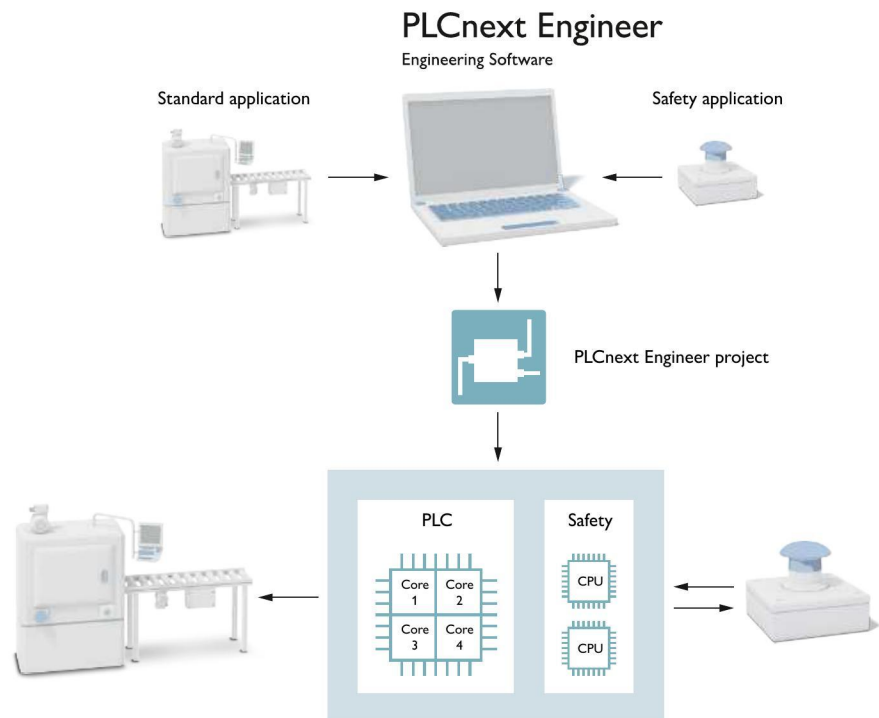 PLCnext Engineer
Engineering Software
Standard application
Safety application
PLCnext Engineer project
PLC
Safety
Core
1
Core
2
Core
3
Core
4
CPU
CPU